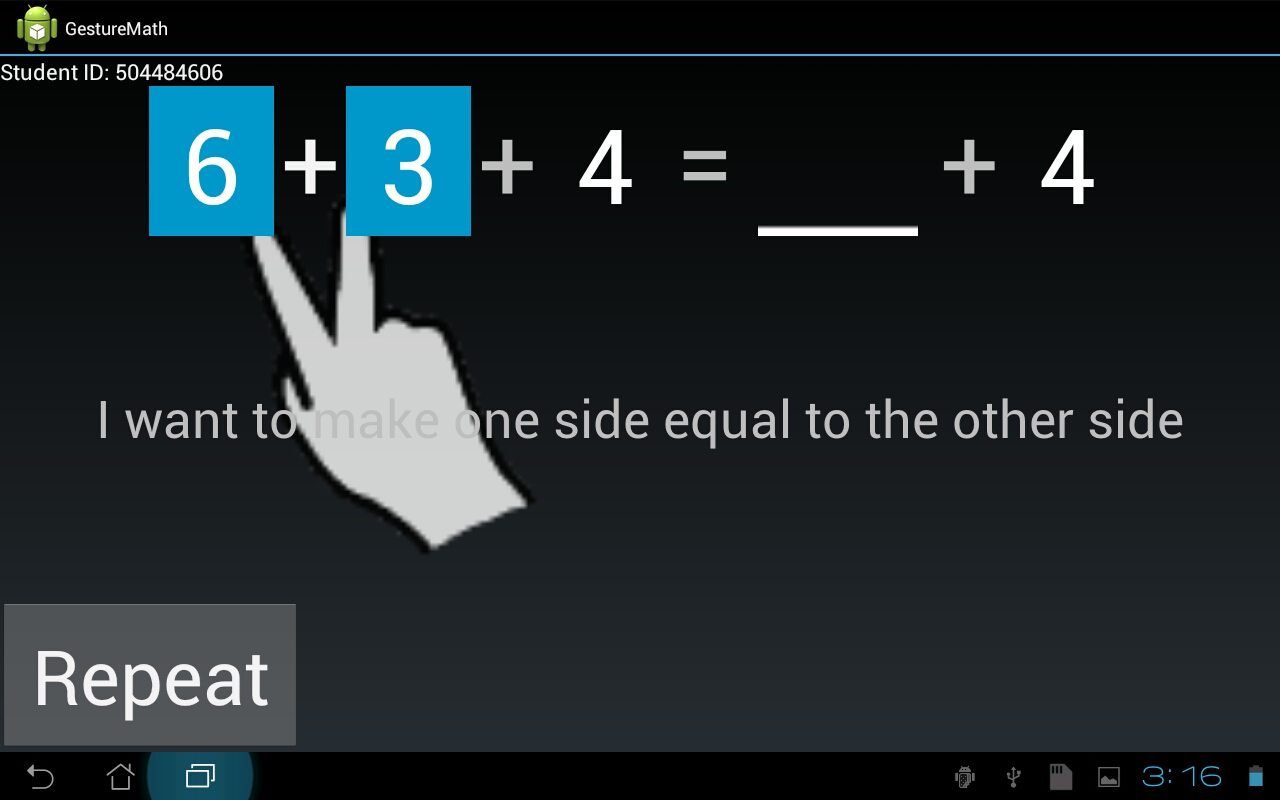 GestureMath
Student ID: 504484606
6 + 3 + 4 = ____ + 4
I want to make one side equal to the other side
Repeat
3:16